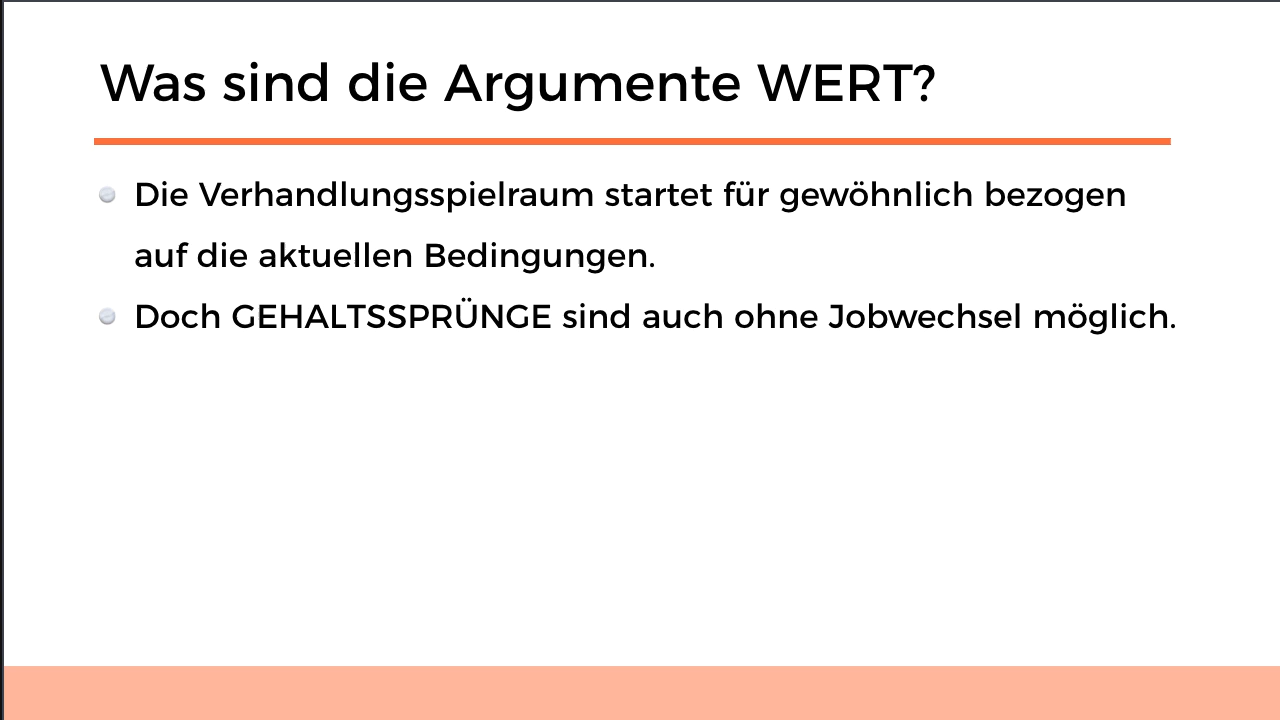 Was sind die Argumente WERT?
Die Verhandlungsspielraum startet für gewöhnlich bezogen
auf die aktuellen Bedingungen.
Doch GEHALTSSPRÜNGE sind auch ohne Jobwechsel möglich.